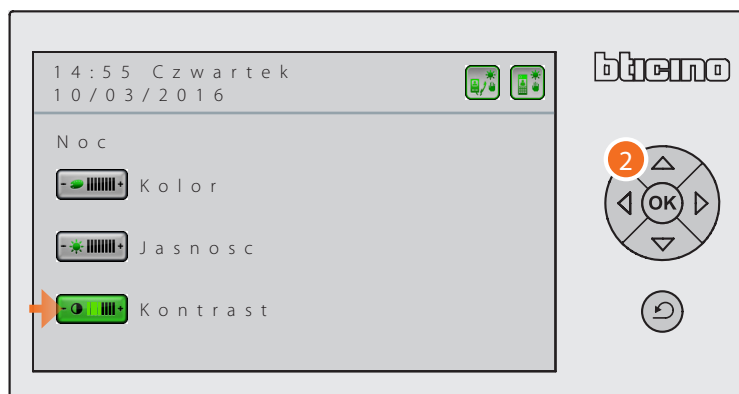 14:55 Czwartek
10/03/2016
bticino
Noc
Kolor
Jasnosc
Kontrast
2
OK